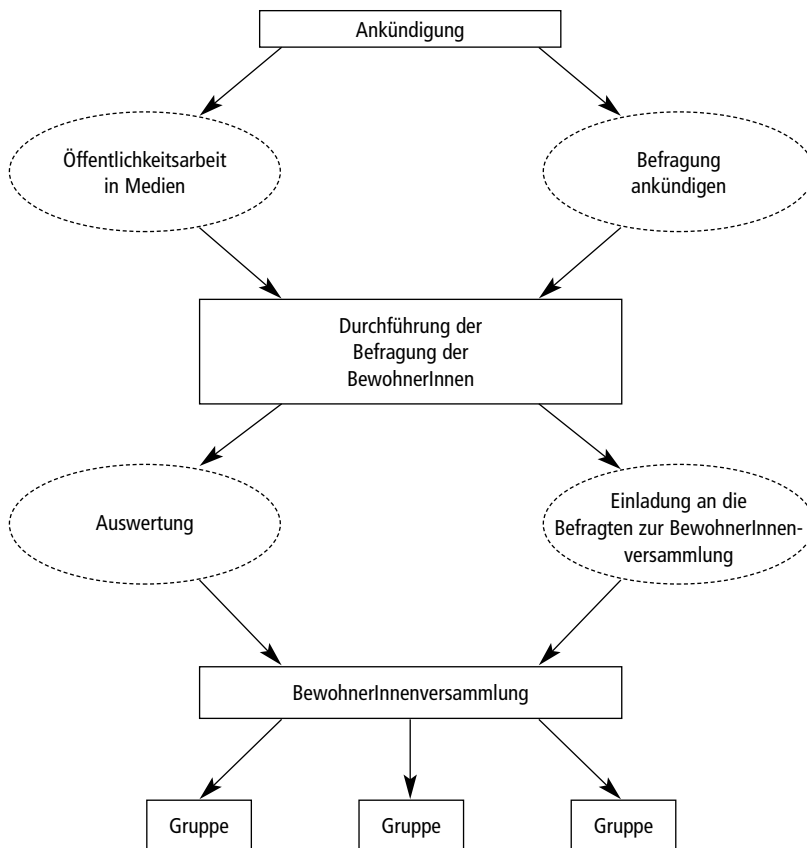 Ankündigung
Öffentlichkeitsarbeit
in Medien
Befragung
ankündigen
Durchführung der
Befragung der
BewohnerInnen
Auswertung
Einladung an die
Befragten zur BewohnerInnen-
versammlung
BewohnerInnenversammlung
Gruppe
Gruppe
Gruppe